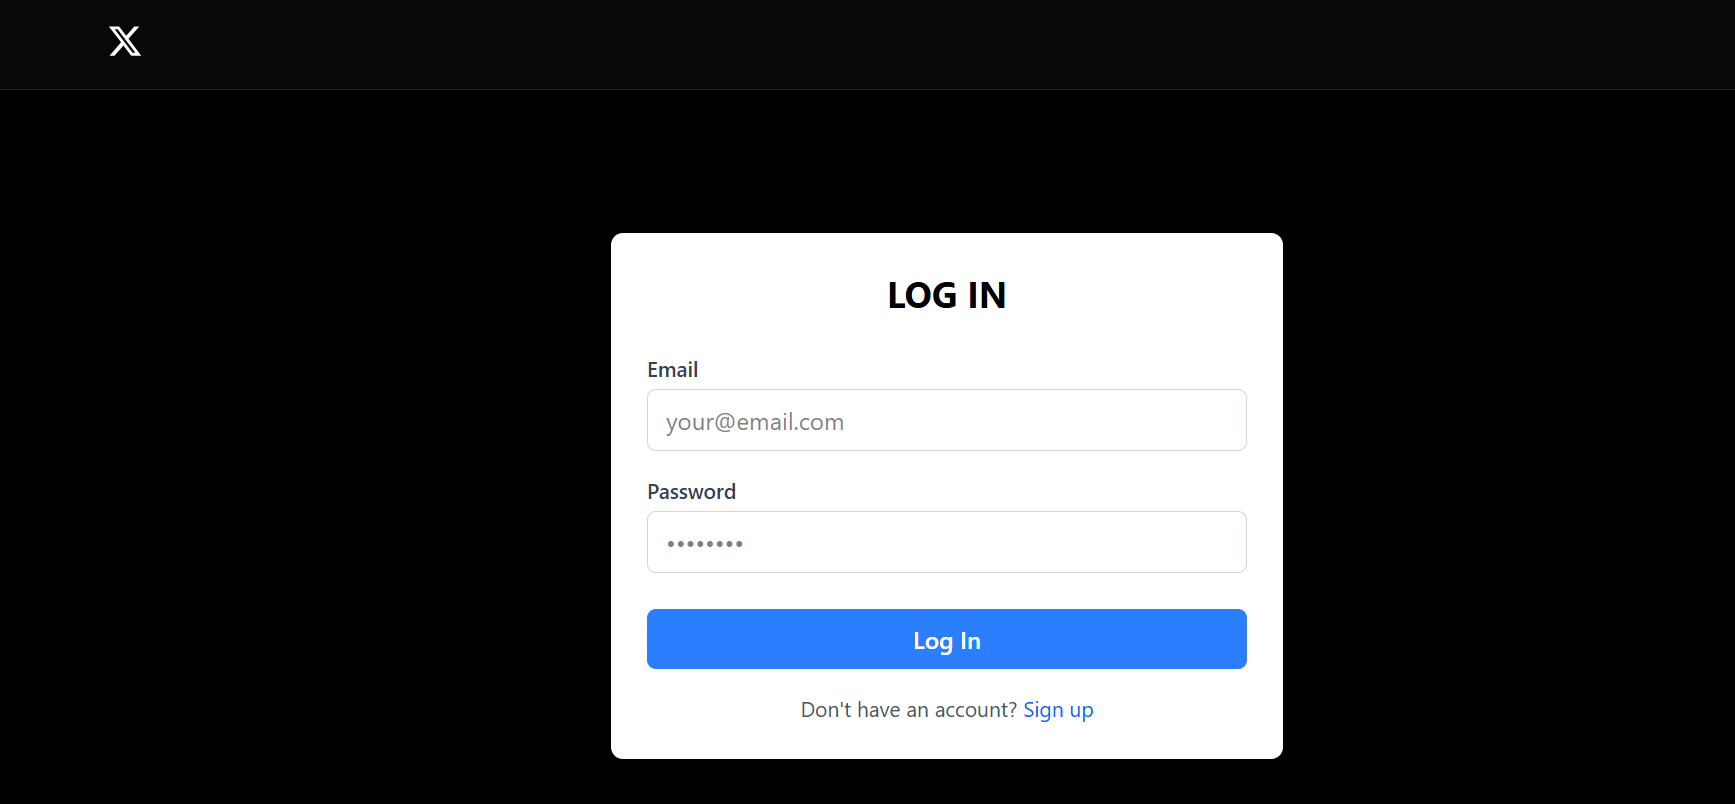 LOG IN
Email
your@email.com
Password
••••••••
Log In
Don't have an account? Sign up